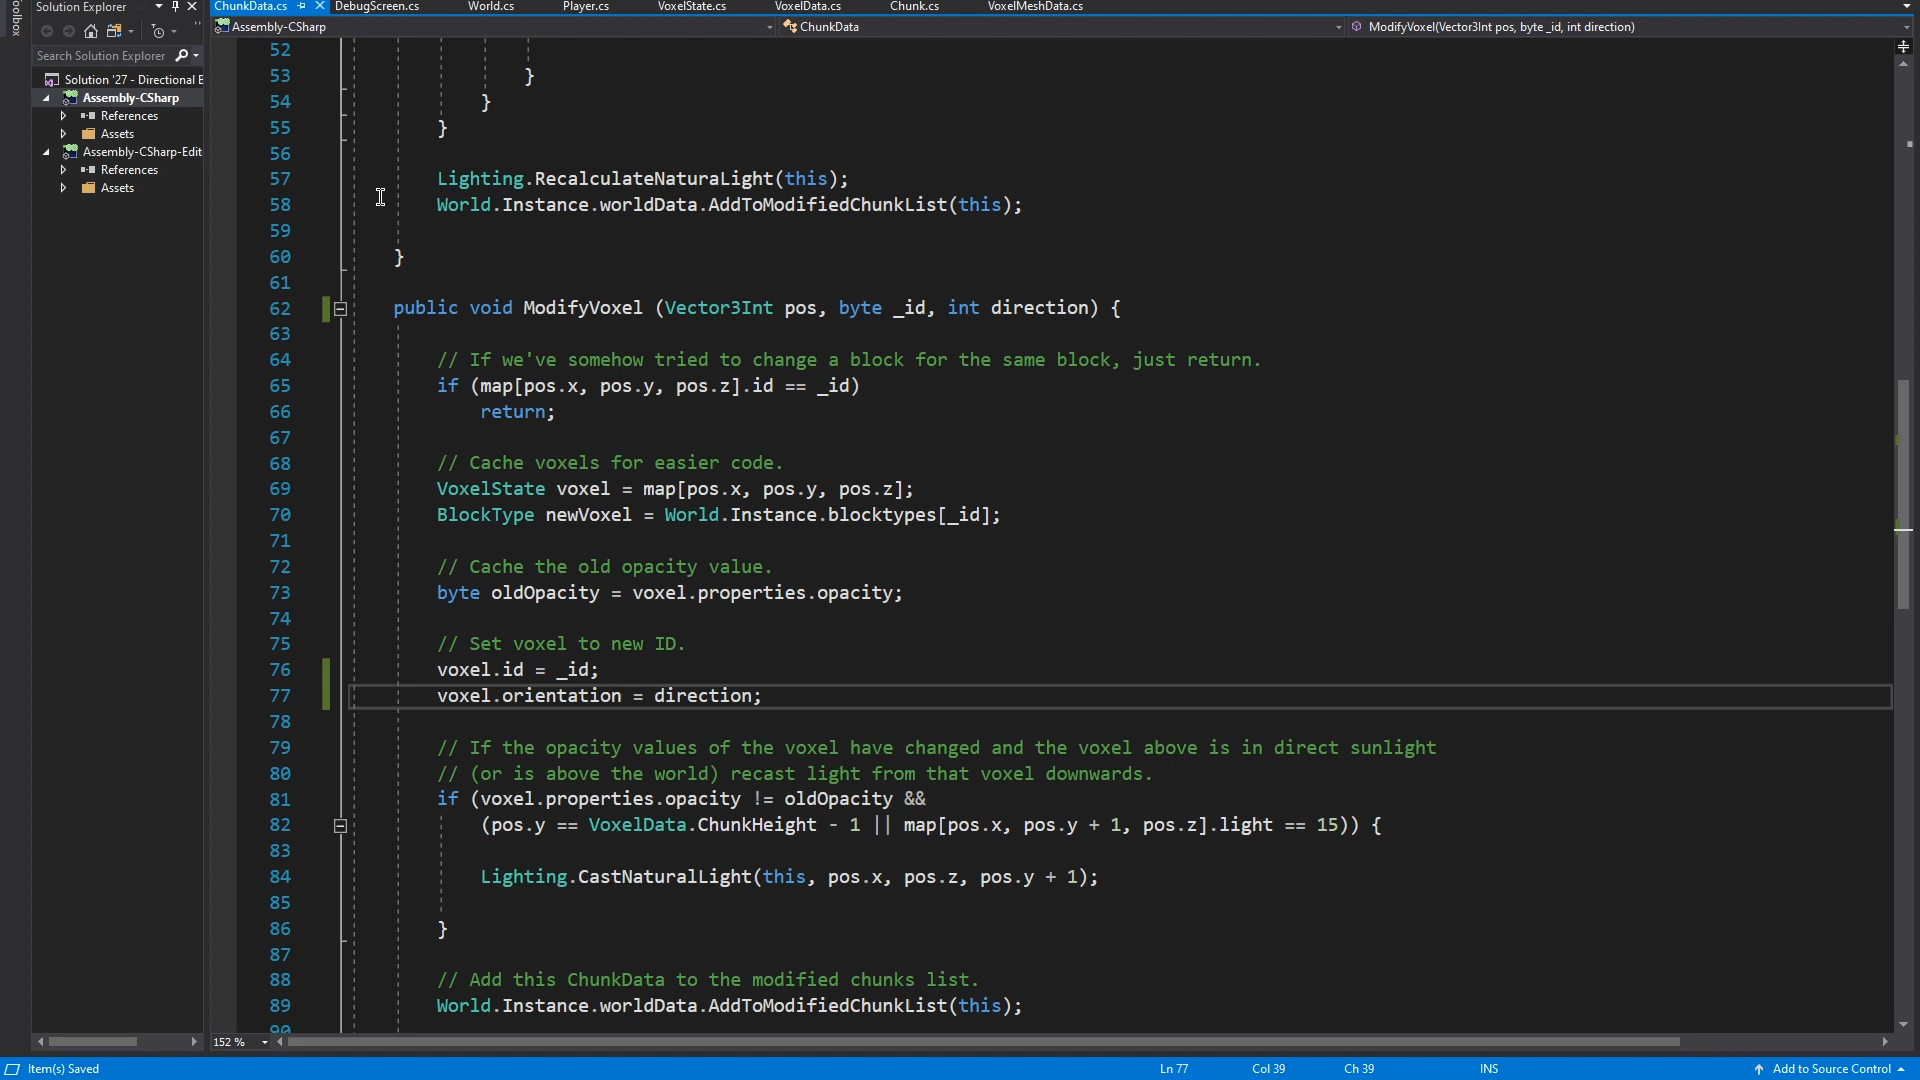 Toolbox
Solution Explorer
ChunkData.cs
DebugScreen.cs
World.cs
Player.cs
VoxelState.cs
VoxelData.cs
Chunk.cs
VoxelMeshData.cs
Assembly-CSharp
ChunkData
ModifyVoxel(Vector3Int pos, byte _id, int direction)
Search Solution Explorer
Solution '27 - Directional
Assembly-CSharp
References
Assets
Assembly-CSharp-Edit
References
Assets
52
53 }
54 }
55 }
56
57 Lighting.RecalculateNaturaLight(this);
58 World.Instance.worldData.AddToModifiedChunkList(this);
59
60 }
61
62 public void ModifyVoxel (Vector3Int pos, byte _id, int direction) {
63
64 // If we've somehow tried to change a block for the same block, just return.
65 if (map[pos.x, pos.y, pos.z].id == _id)
66 return;
67
68 // Cache voxels for easier code.
69 VoxelState voxel = map[pos.x, pos.y, pos.z];
70 BlockType newVoxel = World.Instance.blocktypes[_id];
71
72 // Cache the old opacity value.
73 byte oldOpacity = voxel.properties.opacity;
74
75 // Set voxel to new ID.
76 voxel.id = _id;
77 voxel.orientation = direction;
78
79 // If the opacity values of the voxel have changed and the voxel above is in direct sunlight
80 // (or is above the world) recast light from that voxel downwards.
81 if (voxel.properties.opacity != oldOpacity &&
82 (pos.y == VoxelData.ChunkHeight - 1 || map[pos.x, pos.y + 1, pos.z].light == 15)) {
83
84 Lighting.CastNaturalLight(this, pos.x, pos.z, pos.y + 1);
85
86 }
87
88 // Add this ChunkData to the modified chunks list.
89 World.Instance.worldData.AddToModifiedChunkList(this);
90
152 %
Item(s) Saved
Ln 77
Col 39
Ch 39
INS
Add to Source Control